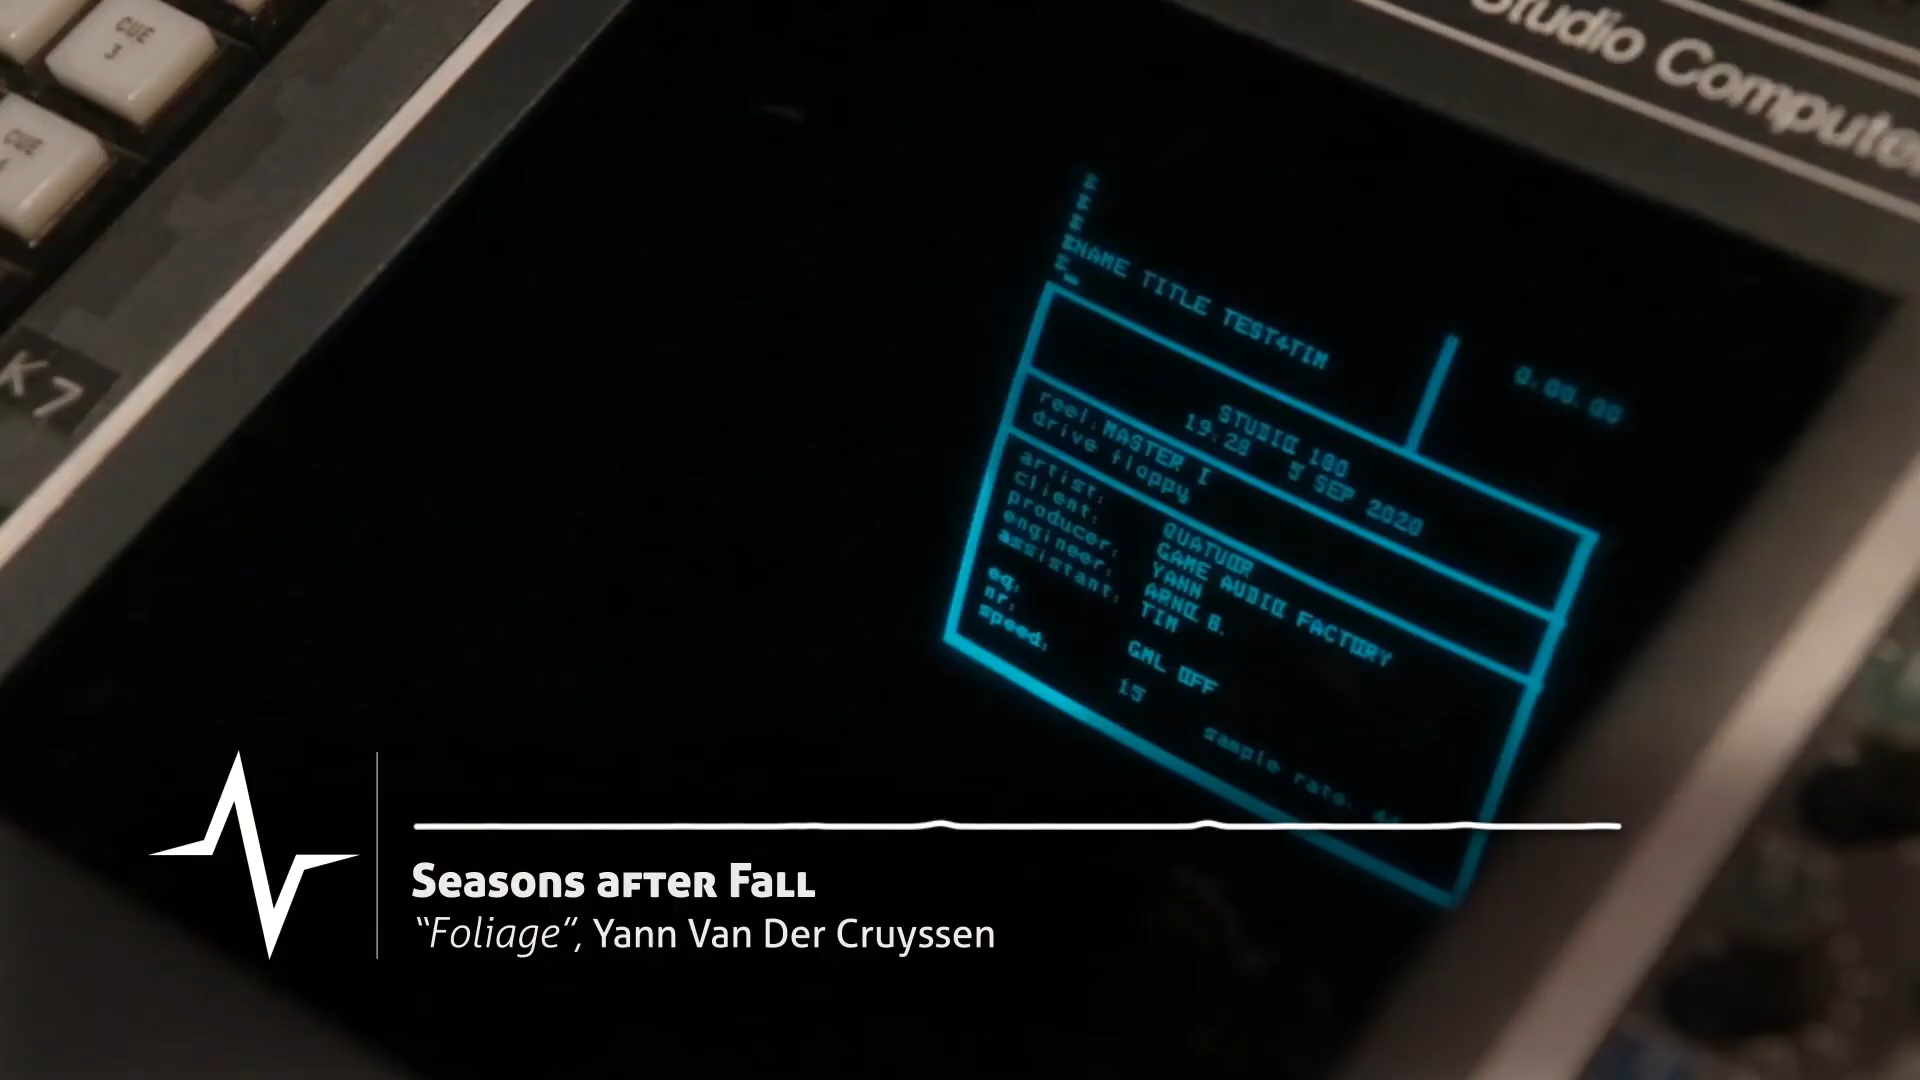 CUE
3
CUE
K7
Studio Computer
NAME TITLE TEST4TIM
0.00.00
STUDIO 180
19.28 5 SEP 2020
reel: MASTER I
drive floppy
artist: QUATUOR
client: GAME AUDIO FACTORY
producer: YANN
engineer: ARNO B.
assistant: TIM
eq:
nr: GML OFF
speed: 15
sample rate:
Seasons after Fall
“Foliage”, Yann Van Der Cruyssen